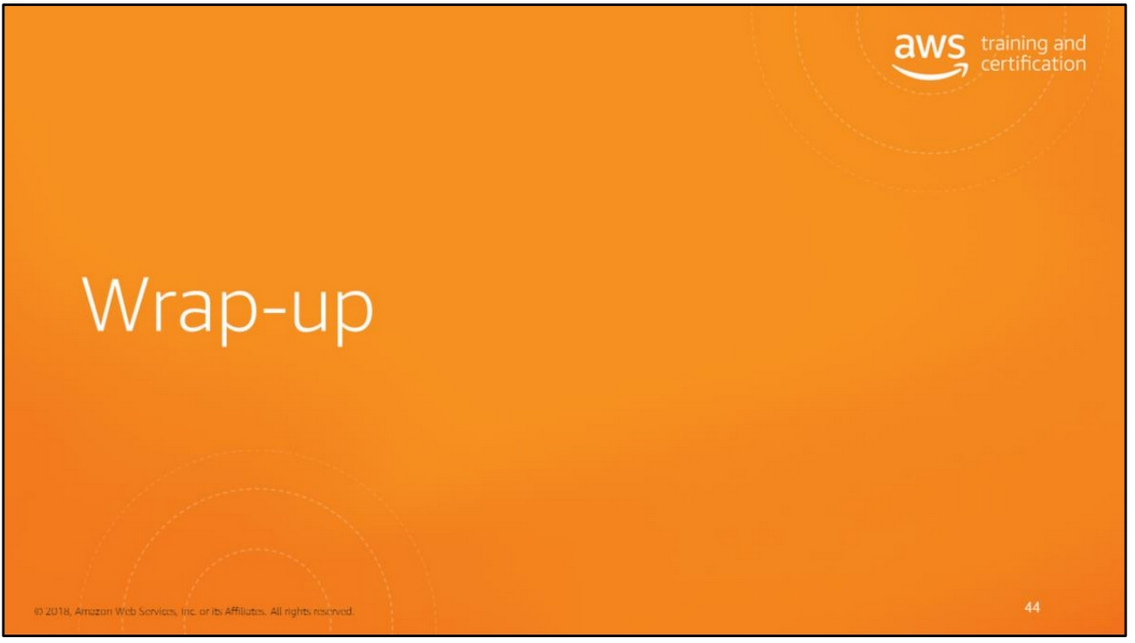 aws training and
certification
Wrap-up
© 2018, Amazon Web Services, Inc. or its Affiliates. All rights reserved.
44